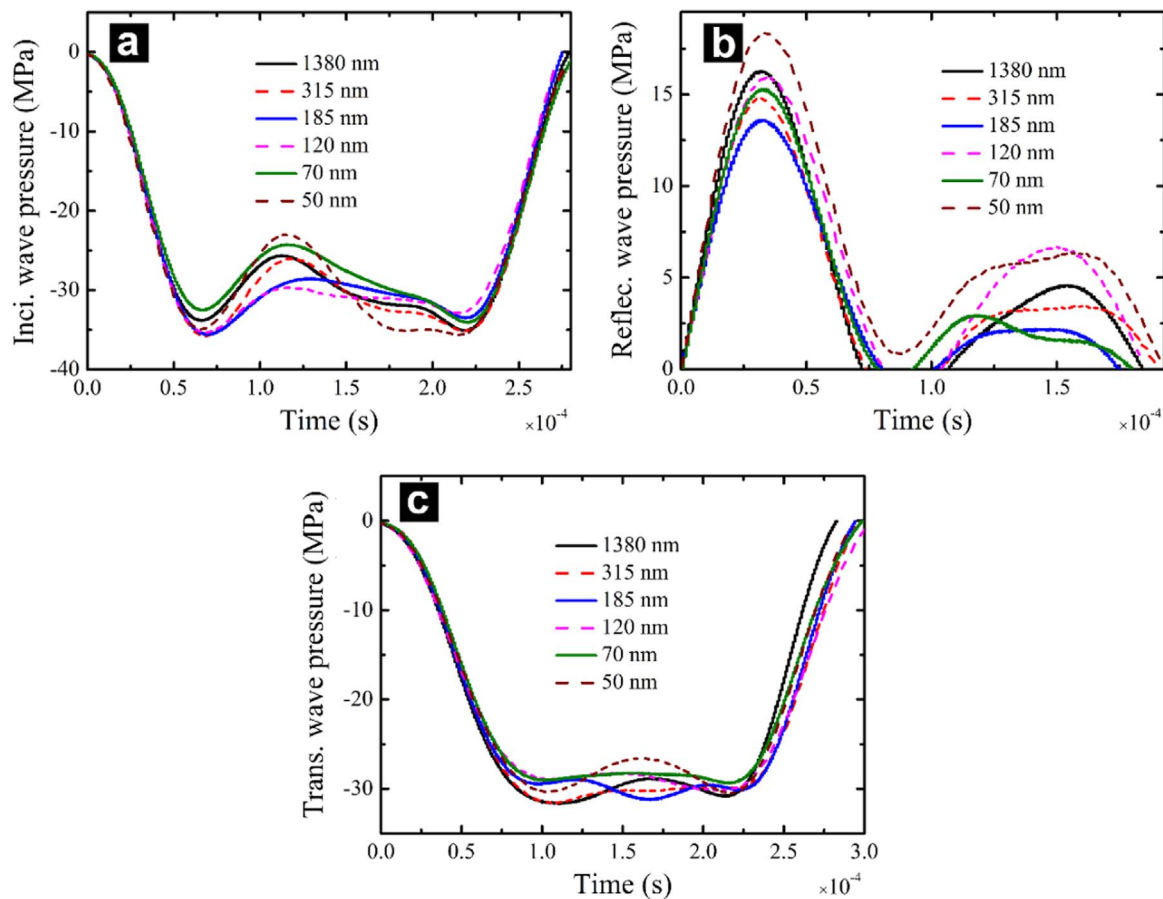 a
Inci. wave pressure (MPa)
0
-10
-20
-30
-40
1380 nm
315 nm
185 nm
120 nm
70 nm
50 nm
0.0 0.5 1.0 1.5 2.0 2.5
Time (s)
×10⁻⁴
b
Reflec. wave pressure (MPa)
15
10
5
0
1380 nm
315 nm
185 nm
120 nm
70 nm
50 nm
0.0 0.5 1.0 1.5
Time (s)
×10⁻⁴
c
Trans. wave pressure (MPa)
0
-10
-20
-30
1380 nm
315 nm
185 nm
120 nm
70 nm
50 nm
0.0 0.5 1.0 1.5 2.0 2.5 3.0
Time (s)
×10⁻⁴